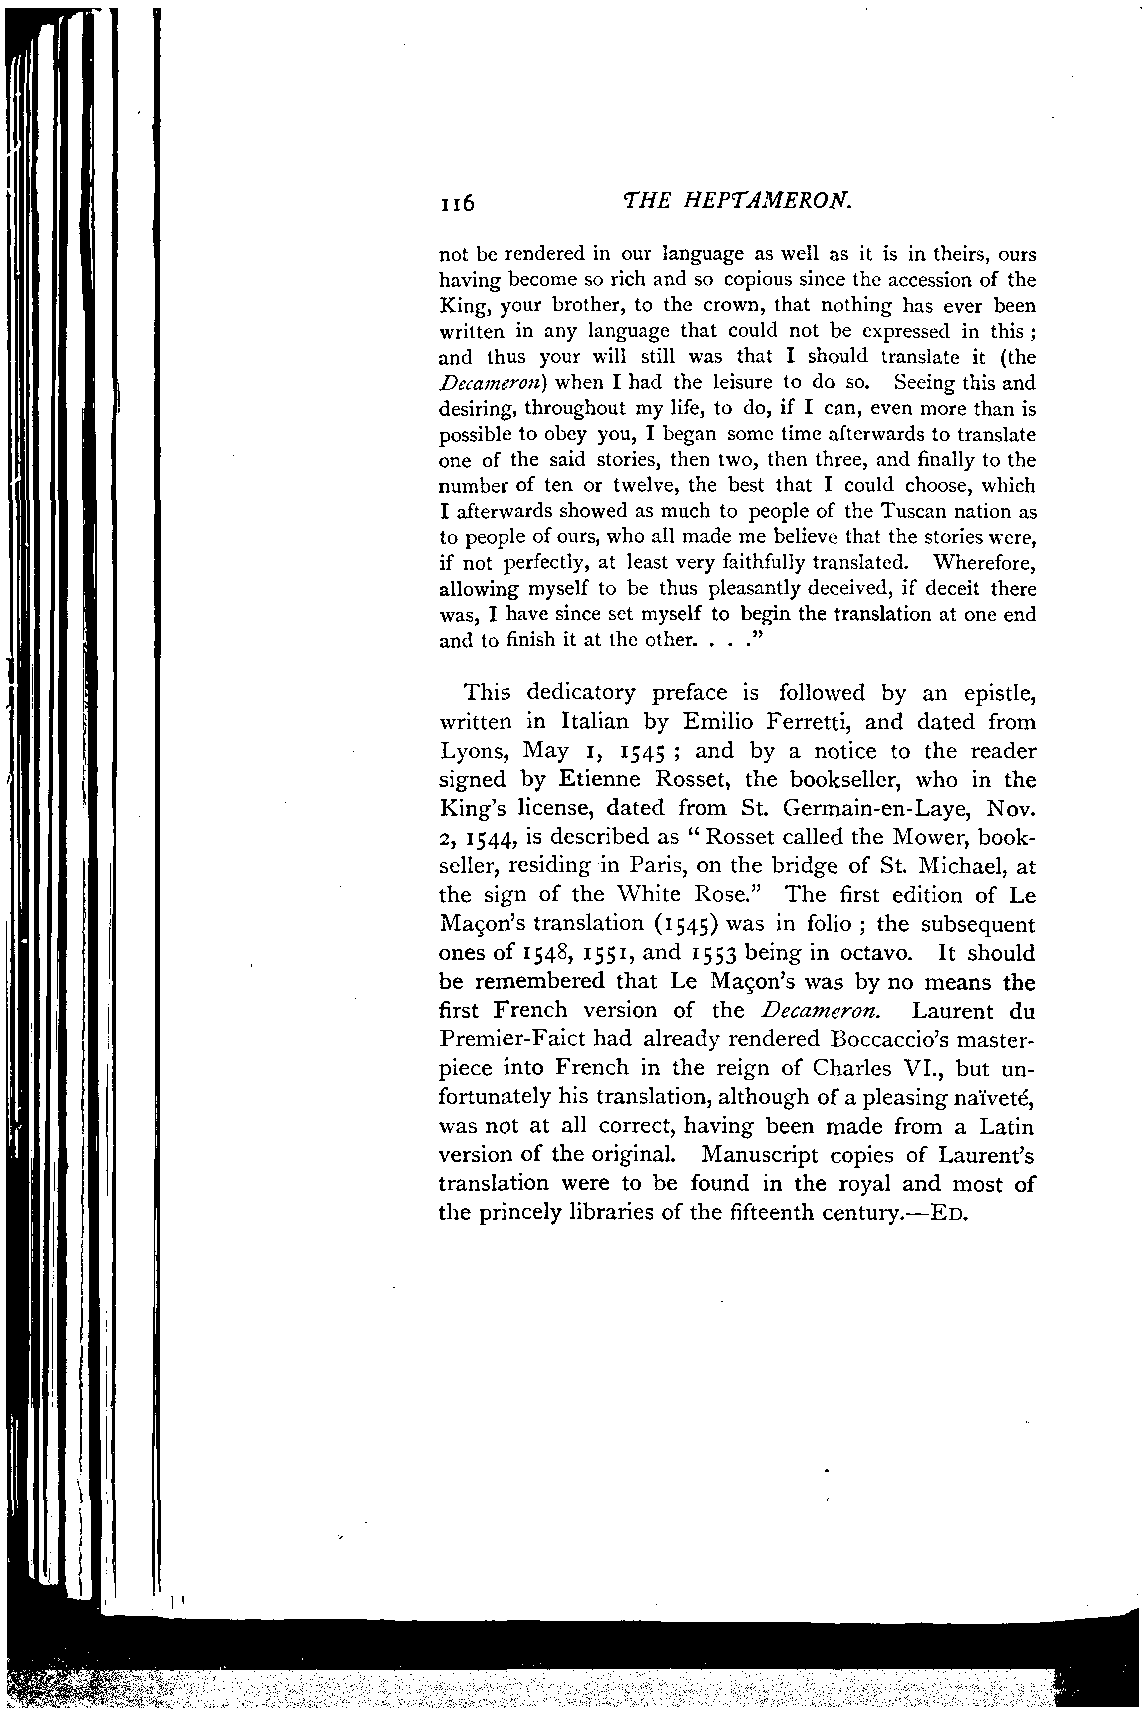 116 THE HEPTAMERON.
not be rendered in our language as well as it is in theirs, ours
having become so rich and so copious since the accession of the
King, your brother, to the crown, that nothing has ever been
written in any language that could not be expressed in this ;
and thus your will still was that I should translate it (the
Decameron) when I had the leisure to do so. Seeing this and
desiring, throughout my life, to do, if I can, even more than is
possible to obey you, I began some time afterwards to translate
one of the said stories, then two, then three, and finally to the
number of ten or twelve, the best that I could choose, which
I afterwards showed as much to people of the Tuscan nation as
to people of ours, who all made me believe that the stories were,
if not perfectly, at least very faithfully translated. Wherefore,
allowing myself to be thus pleasantly deceived, if deceit there
was, I have since set myself to begin the translation at one end
and to finish it at the other. . . ."
This dedicatory preface is followed by an epistle,
written in Italian by Emilio Ferretti, and dated from
Lyons, May 1, 1545 ; and by a notice to the reader
signed by Etienne Rosset, the bookseller, who in the
King's license, dated from St. Germain-en-Laye, Nov.
2, 1544, is described as "Rosset called the Mower, book-
seller, residing in Paris, on the bridge of St. Michael, at
the sign of the White Rose." The first edition of Le
Maçon's translation (1545) was in folio ; the subsequent
ones of 1548, 1551, and 1553 being in octavo. It should
be remembered that Le Maçon's was by no means the
first French version of the Decameron. Laurent du
Premier-Faict had already rendered Boccaccio's master-
piece into French in the reign of Charles VI., but un-
fortunately his translation, although of a pleasing naïveté,
was not at all correct, having been made from a Latin
version of the original. Manuscript copies of Laurent's
translation were to be found in the royal and most of
the princely libraries of the fifteenth century.—ED.